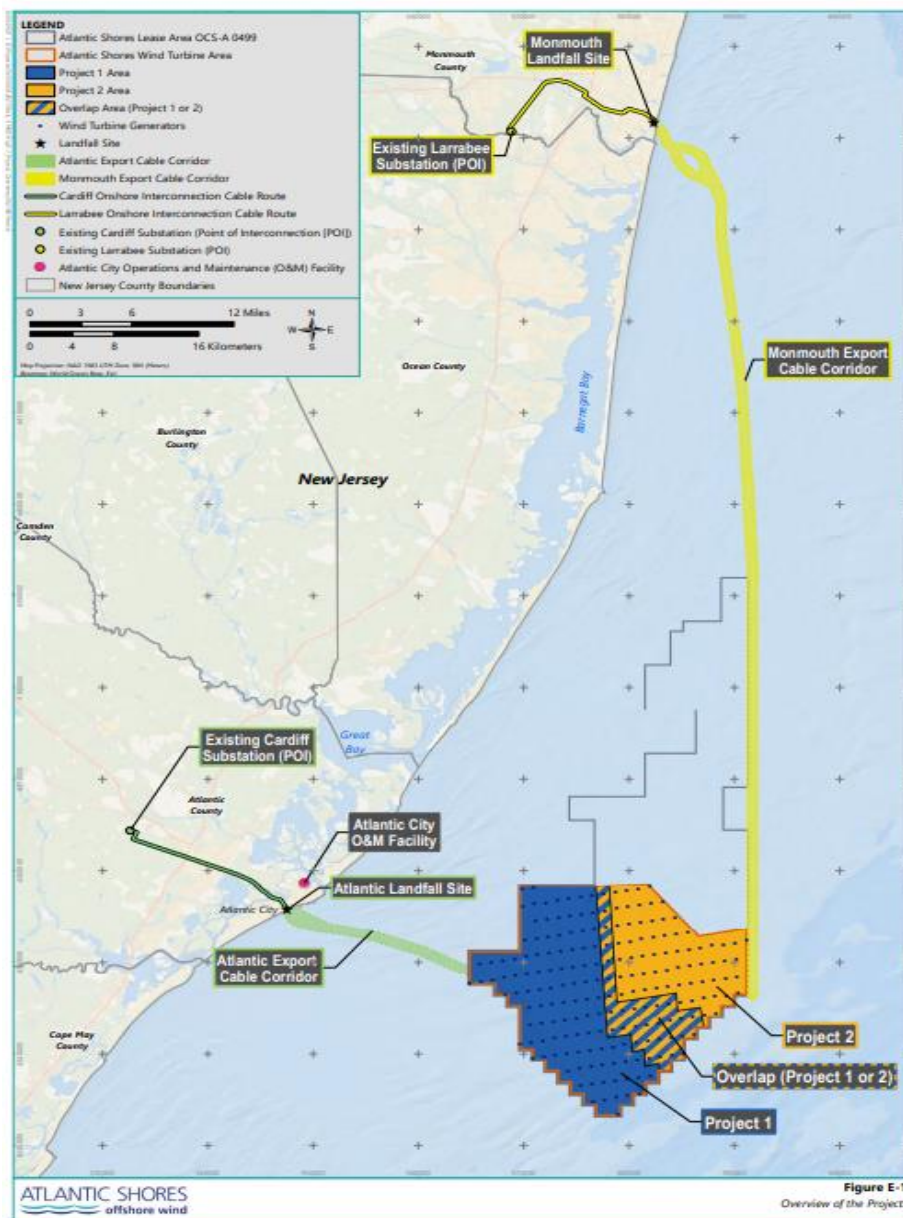 LEGEND
Atlantic Shores Lease Area OCS-A 0499
Atlantic Shores Wind Turbine Area
Project 1 Area
Project 2 Area
Overlap Area (Project 1 or 2)
Wind Turbine Generators
Landfall Site
Atlantic Export Cable Corridor
Monmouth Export Cable Corridor
Cardiff Onshore Interconnection Cable Route
Larrabee Onshore Interconnection Cable Route
Existing Cardiff Substation (Point of Interconnection [POI])
Existing Larrabee Substation (POI)
Atlantic City Operations and Maintenance (O&M) Facility
New Jersey County Boundaries
0 3 6 12 Miles
0 4 8 16 Kilometers
N
W E
S
Monmouth
County
Monmouth
Landfall Site
Existing Larrabee
Substation (POI)
Monmouth Export
Cable Corridor
Ocean County
Barnegat Bay
Burlington
County
New Jersey
Camden
County
Great
Bay
Existing Cardiff
Substation (POI)
Atlantic
County
Atlantic City
O&M Facility
Atlantic Landfall Site
Atlantic City
Atlantic Export
Cable Corridor
Cape May
County
Project 2
Overlap (Project 1 or 2)
Project 1
ATLANTIC SHORES
offshore wind
Figure E-1
Overview of the Project